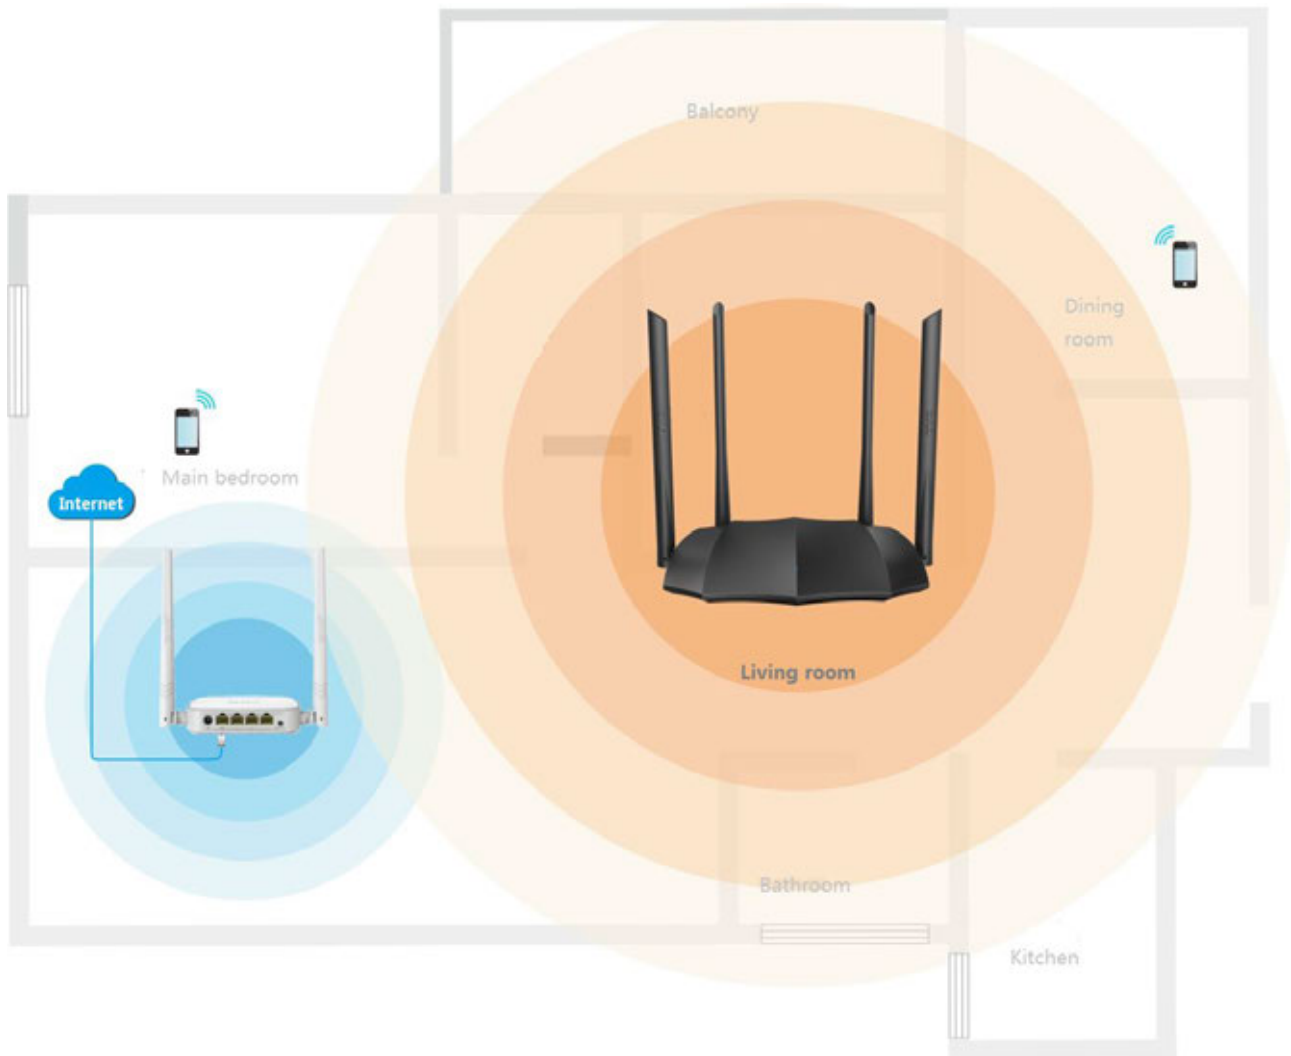 Balcony
Dining
room
Main bedroom
Internet
Living room
Bathroom
Kitchen